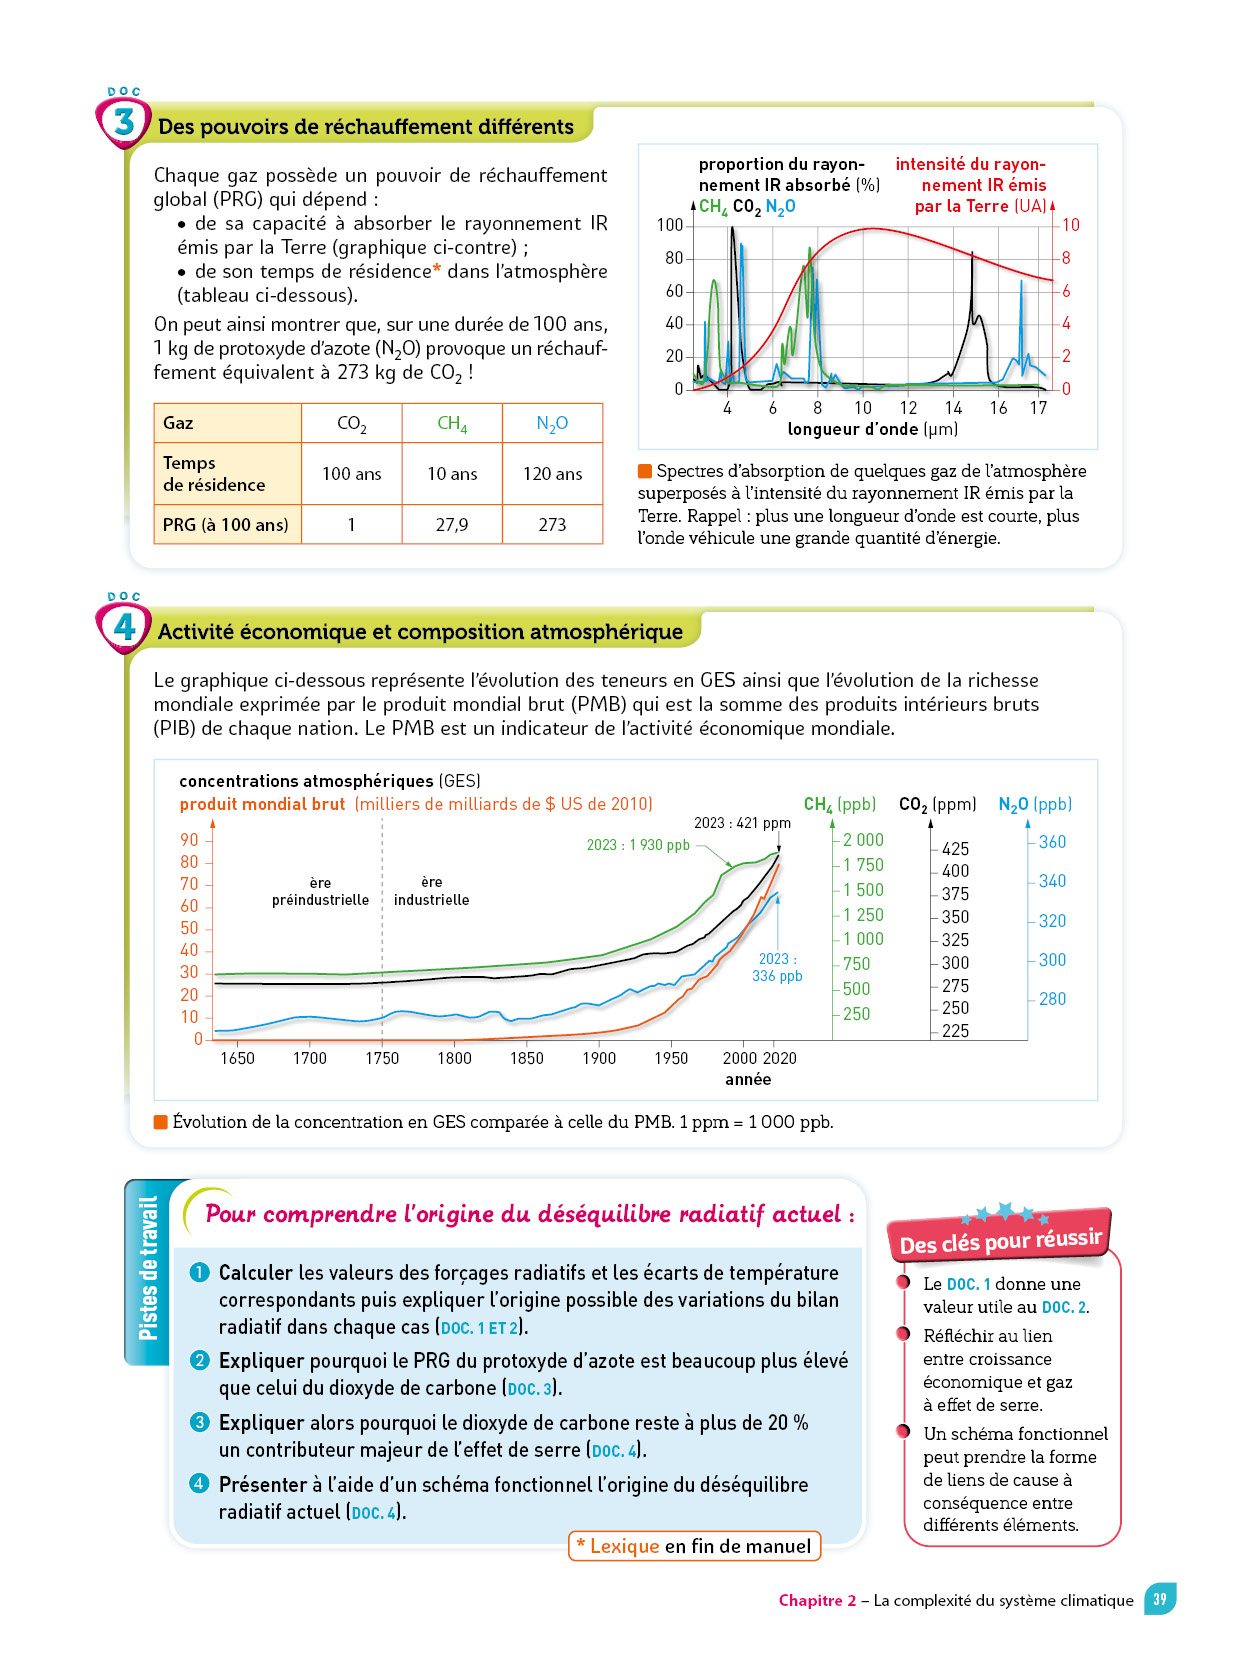 DOC
3
Des pouvoirs de réchauffement différents
Chaque gaz possède un pouvoir de réchauffement
global (PRG) qui dépend :
• de sa capacité à absorber le rayonnement IR
émis par la Terre (graphique ci-contre) ;
• de son temps de résidence* dans l'atmosphère
(tableau ci-dessous).
On peut ainsi montrer que, sur une durée de 100 ans,
1 kg de protoxyde d'azote (N2O) provoque un réchauf-
fement équivalent à 273 kg de CO2 !
Gaz CO2 CH4 N2O
Temps
de résidence 100 ans 10 ans 120 ans
PRG (à 100 ans) 1 27,9 273
proportion du rayon-
nement IR absorbé (%)
CH4 CO2 N2O
intensité du rayon-
nement IR émis
par la Terre (UA)
100
80
60
40
20
0
10
8
6
4
2
0
4 6 8 10 12 14 16 17
longueur d'onde (µm)
Spectres d'absorption de quelques gaz de l'atmosphère
superposés à l'intensité du rayonnement IR émis par la
Terre. Rappel : plus une longueur d'onde est courte, plus
l'onde véhicule une grande quantité d'énergie.
DOC
4
Activité économique et composition atmosphérique
Le graphique ci-dessous représente l'évolution des teneurs en GES ainsi que l'évolution de la richesse
mondiale exprimée par le produit mondial brut (PMB) qui est la somme des produits intérieurs bruts
(PIB) de chaque nation. Le PMB est un indicateur de l'activité économique mondiale.
concentrations atmosphériques (GES)
produit mondial brut (milliers de milliards de $ US de 2010)
CH4 (ppb) CO2 (ppm) N2O (ppb)
90
80
70
60
50
40
30
20
10
0
ère
préindustrielle
ère
industrielle
2023 : 421 ppm
2023 : 1 930 ppb
2023 :
336 ppb
2 000
1 750
1 500
1 250
1 000
750
500
250
425
400
375
350
325
300
275
250
225
360
340
320
300
280
1650 1700 1750 1800 1850 1900 1950 2000 2020
année
Évolution de la concentration en GES comparée à celle du PMB. 1 ppm = 1 000 ppb.
Pistes de travail
Pour comprendre l'origine du déséquilibre radiatif actuel :
1 Calculer les valeurs des forçages radiatifs et les écarts de température
correspondants puis expliquer l'origine possible des variations du bilan
radiatif dans chaque cas (DOC. 1 ET 2).
2 Expliquer pourquoi le PRG du protoxyde d'azote est beaucoup plus élevé
que celui du dioxyde de carbone (DOC. 3).
3 Expliquer alors pourquoi le dioxyde de carbone reste à plus de 20 %
un contributeur majeur de l'effet de serre (DOC. 4).
4 Présenter à l'aide d'un schéma fonctionnel l'origine du déséquilibre
radiatif actuel (DOC. 4).
* Lexique en fin de manuel
Des clés pour réussir
Le DOC. 1 donne une
valeur utile au DOC. 2.
Réfléchir au lien
entre croissance
économique et gaz
à effet de serre.
Un schéma fonctionnel
peut prendre la forme
de liens de cause à
conséquence entre
différents éléments.
Chapitre 2 – La complexité du système climatique 39